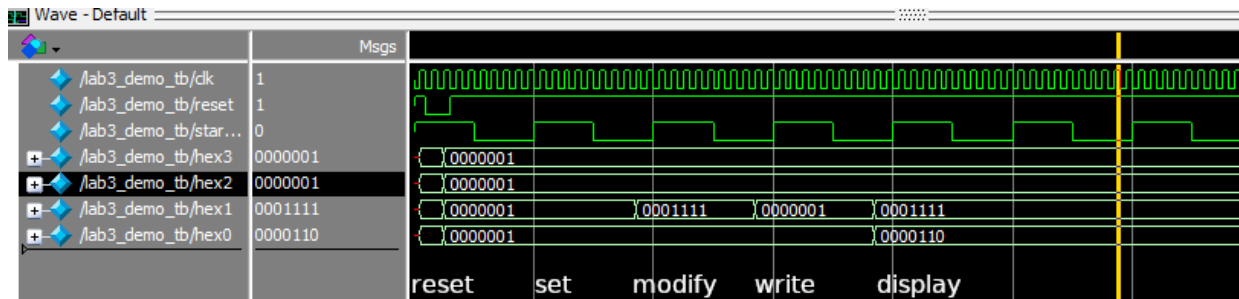 Wave - Default
Msgs
/lab3_demo_tb/clk 1
/lab3_demo_tb/reset 1
/lab3_demo_tb/star... 0
/lab3_demo_tb/hex3 0000001 0000001
/lab3_demo_tb/hex2 0000001 0000001
/lab3_demo_tb/hex1 0001111 0000001 0001111 0000001 0001111
/lab3_demo_tb/hex0 0000110 0000001 0000110
reset set modify write display